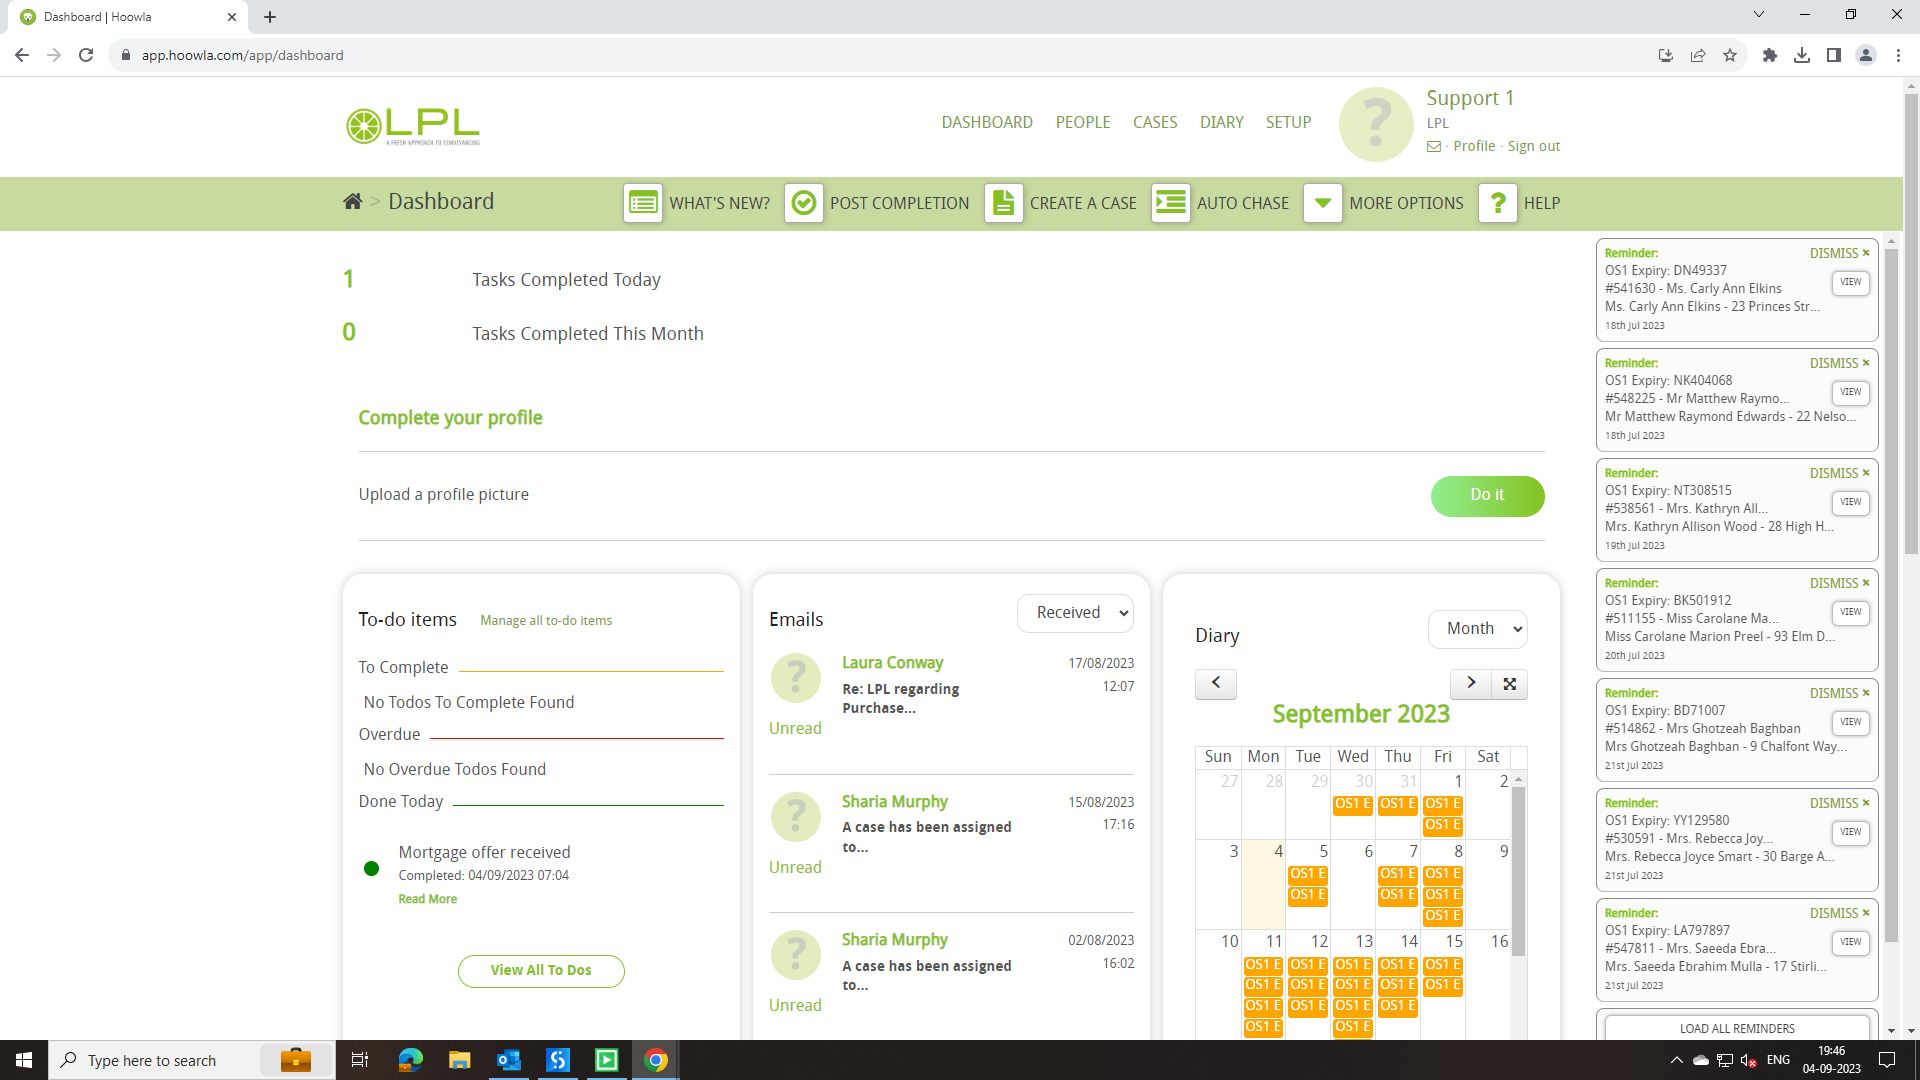 Dashboard | Hoowla
app.hoowla.com/app/dashboard
LPL
A FRESH APPROACH TO CONVEYANCING
DASHBOARD PEOPLE CASES DIARY SETUP
Support 1
LPL
· Profile · Sign out
> Dashboard
WHAT'S NEW? POST COMPLETION CREATE A CASE AUTO CHASE MORE OPTIONS ? HELP
1 Tasks Completed Today
0 Tasks Completed This Month
Complete your profile
Upload a profile picture Do it
To-do items Manage all to-do items
To Complete
No Todos To Complete Found
Overdue
No Overdue Todos Found
Done Today
Mortgage offer received
Completed: 04/09/2023 07:04
Read More
View All To Dos
Emails Received
Laura Conway 17/08/2023
12:07
Re: LPL regarding
Purchase...
Unread
Sharia Murphy 15/08/2023
17:16
A case has been assigned
to...
Unread
Sharia Murphy 02/08/2023
16:02
A case has been assigned
to...
Unread
Diary Month
September 2023
Sun Mon Tue Wed Thu Fri Sat
27 28 29 30 31 1 2
OS1 E OS1 E OS1 E
OS1 E
3 4 5 6 7 8 9
OS1 E OS1 E OS1 E
OS1 E OS1 E OS1 E
OS1 E
10 11 12 13 14 15 16
OS1 E OS1 E OS1 E OS1 E OS1 E
OS1 E OS1 E OS1 E OS1 E OS1 E
OS1 E OS1 E OS1 E OS1 E
OS1 E OS1 E
Reminder: DISMISS ×
OS1 Expiry: DN49337
#541630 - Ms. Carly Ann Elkins
VIEW
Ms. Carly Ann Elkins - 23 Princes Str...
18th Jul 2023
Reminder: DISMISS ×
OS1 Expiry: NK404068
#548225 - Mr Matthew Raymo...
VIEW
Mr Matthew Raymond Edwards - 22 Nelso...
18th Jul 2023
Reminder: DISMISS ×
OS1 Expiry: NT308515
#538561 - Mrs. Kathryn All...
VIEW
Mrs. Kathryn Allison Wood - 28 High H...
19th Jul 2023
Reminder: DISMISS ×
OS1 Expiry: BK501912
#511155 - Miss Carolane Ma...
VIEW
Miss Carolane Marion Preel - 93 Elm D...
20th Jul 2023
Reminder: DISMISS ×
OS1 Expiry: BD71007
#514862 - Mrs Ghotzeah Baghban
VIEW
Mrs Ghotzeah Baghban - 9 Chalfont Way...
21st Jul 2023
Reminder: DISMISS ×
OS1 Expiry: YY129580
#530591 - Mrs. Rebecca Joy...
VIEW
Mrs. Rebecca Joyce Smart - 30 Barge A...
21st Jul 2023
Reminder: DISMISS ×
OS1 Expiry: LA797897
#547811 - Mrs. Saeeda Ebra...
VIEW
Mrs. Saeeda Ebrahim Mulla - 17 Stirli...
21st Jul 2023
LOAD ALL REMINDERS
Type here to search
ENG
19:46
04-09-2023